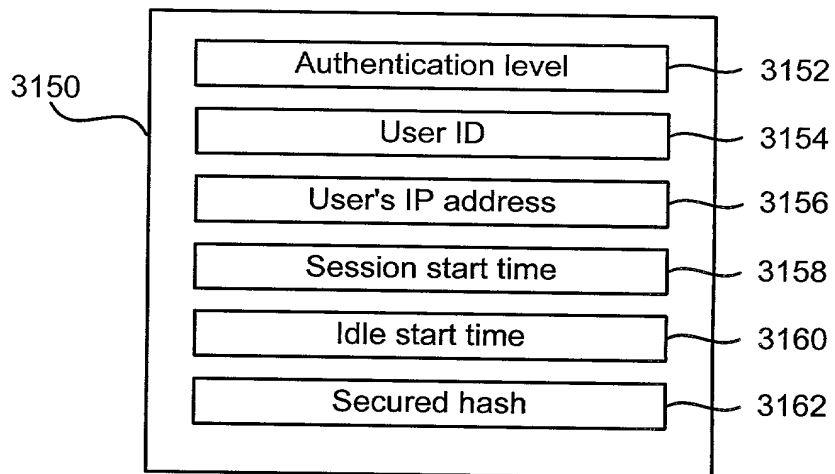 Authentication level 3152
3150
User ID 3154
User's IP address 3156
Session start time 3158
Idle start time 3160
Secured hash 3162